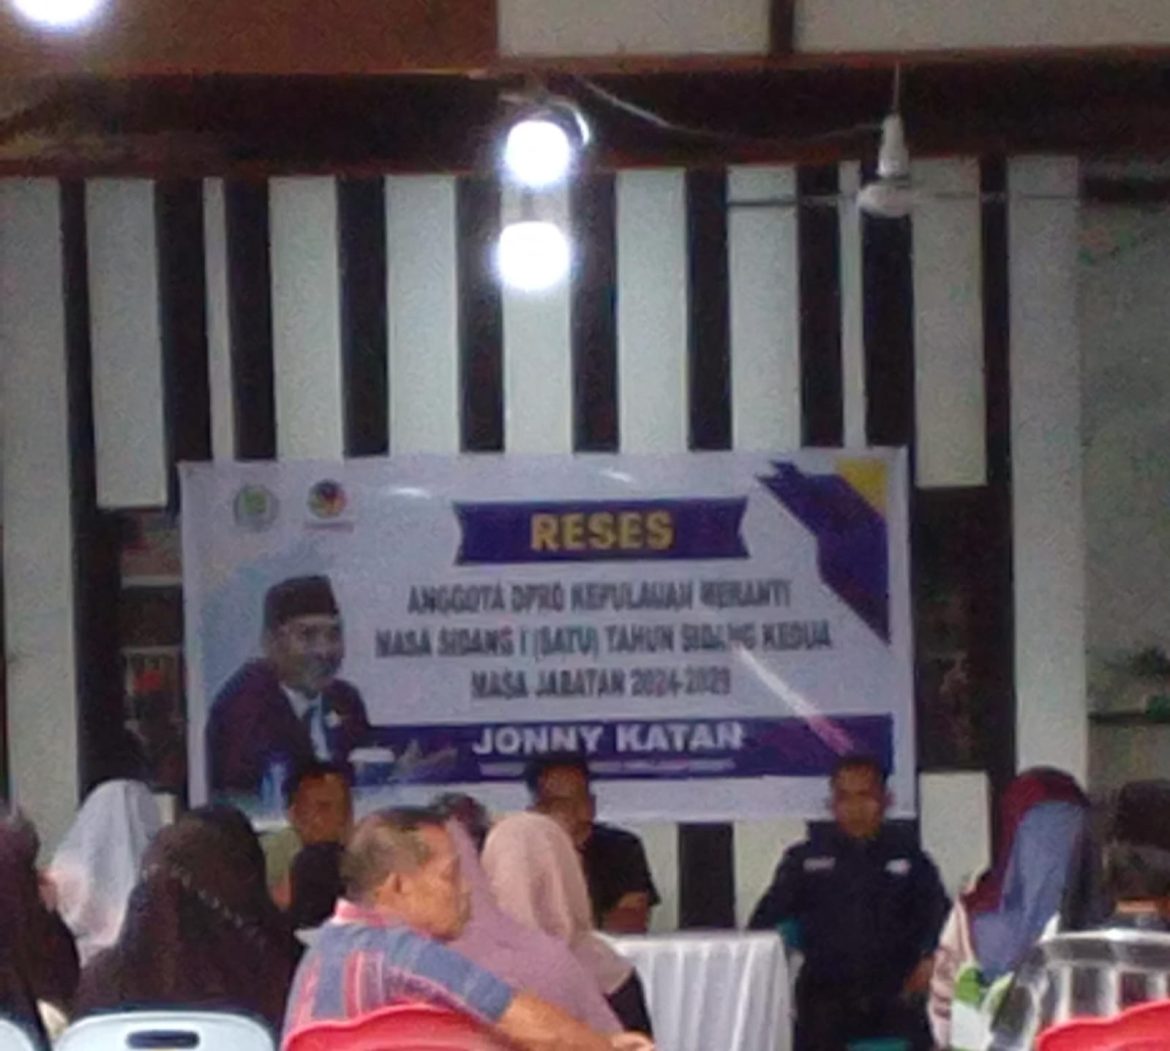 RESES
ANGGOTA DPRD KEPULAUAN MERANTI
MASA SIDANG I (SATU) TAHUN SIDANG KEDUA
MASA JABATAN 2024-2029
JONNY KATAN